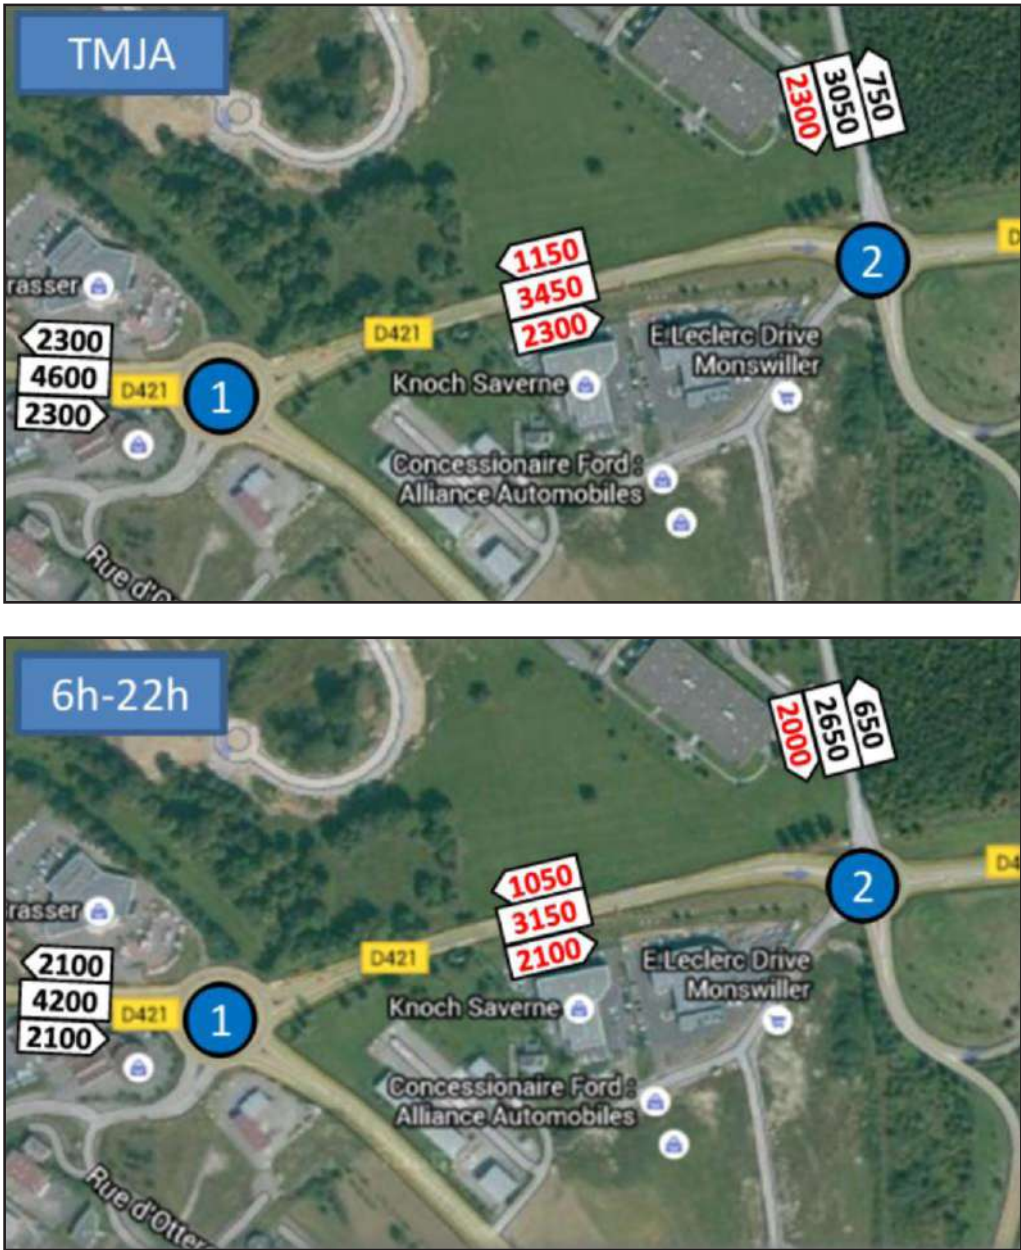 TMJA
750
3050
2300
D
2
1150
3450
2300
rasser
D421
E.Leclerc Drive
Monswiller
2300
4600
2300
D421
1
Knoch Saverne
Concessionaire Ford :
Alliance Automobiles
Rue d'O
6h-22h
650
2650
2000
D4
2
1050
3150
2100
rasser
D421
E.Leclerc Drive
Monswiller
2100
4200
2100
D421
1
Knoch Saverne
Concessionaire Ford :
Alliance Automobiles
Rue d'Otter